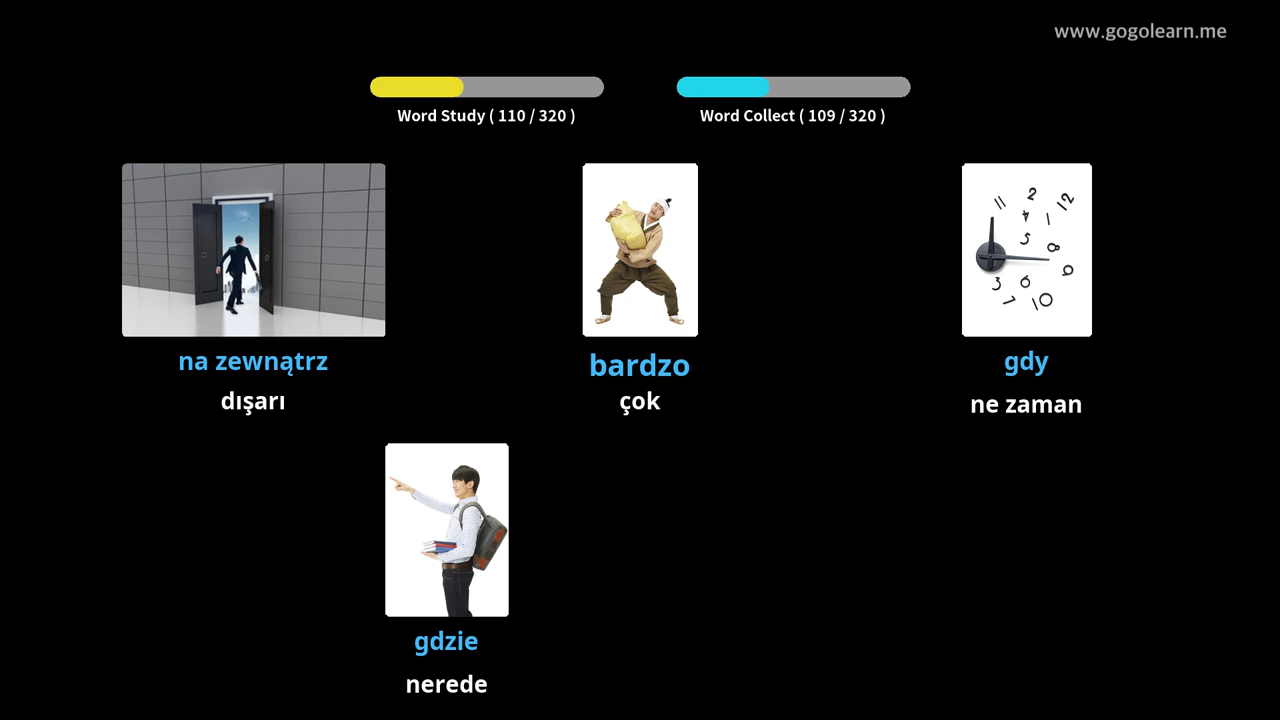 www.gogolearn.me
Word Study ( 110 / 320 )
Word Collect ( 109 / 320 )
na zewnątrz
dışarı
bardzo
çok
gdy
ne zaman
gdzie
nerede